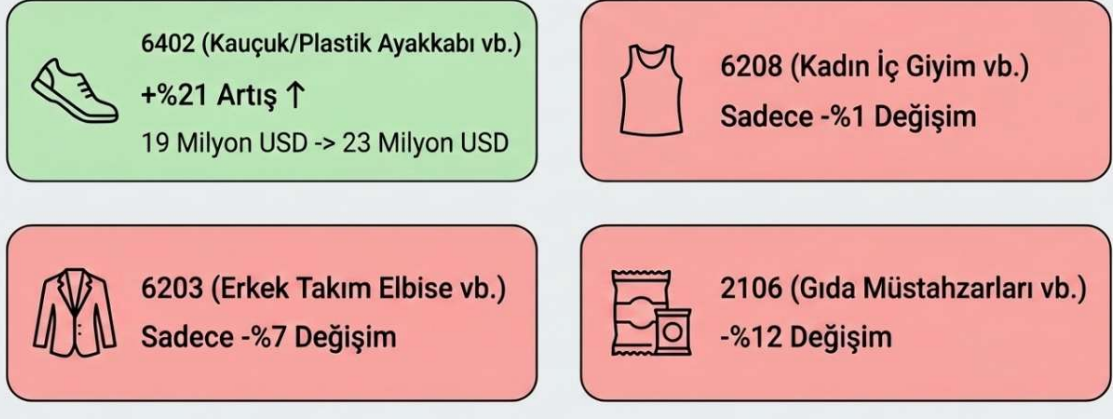 6402 (Kauçuk/Plastik Ayakkabı vb.)
+%21 Artış ↑
19 Milyon USD -> 23 Milyon USD
6208 (Kadın İç Giyim vb.)
Sadece -%1 Değişim
6203 (Erkek Takım Elbise vb.)
Sadece -%7 Değişim
2106 (Gıda Müstahzarları vb.)
-%12 Değişim